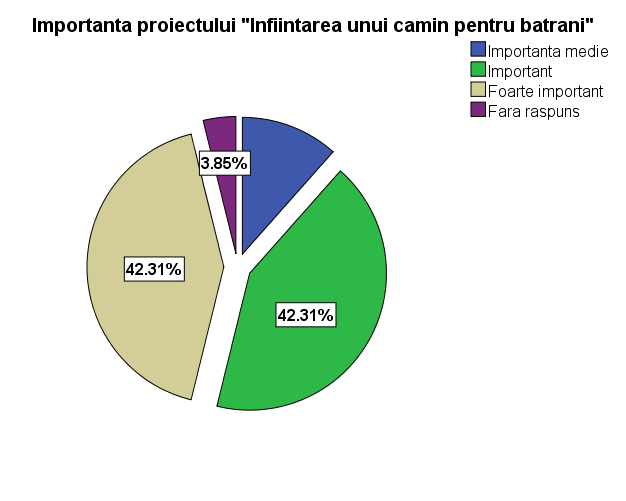 Importanta proiectului "Infiintarea unui camin pentru batrani"
Importanta medie
Important
Foarte important
Fara raspuns
3.85%
42.31%
42.31%